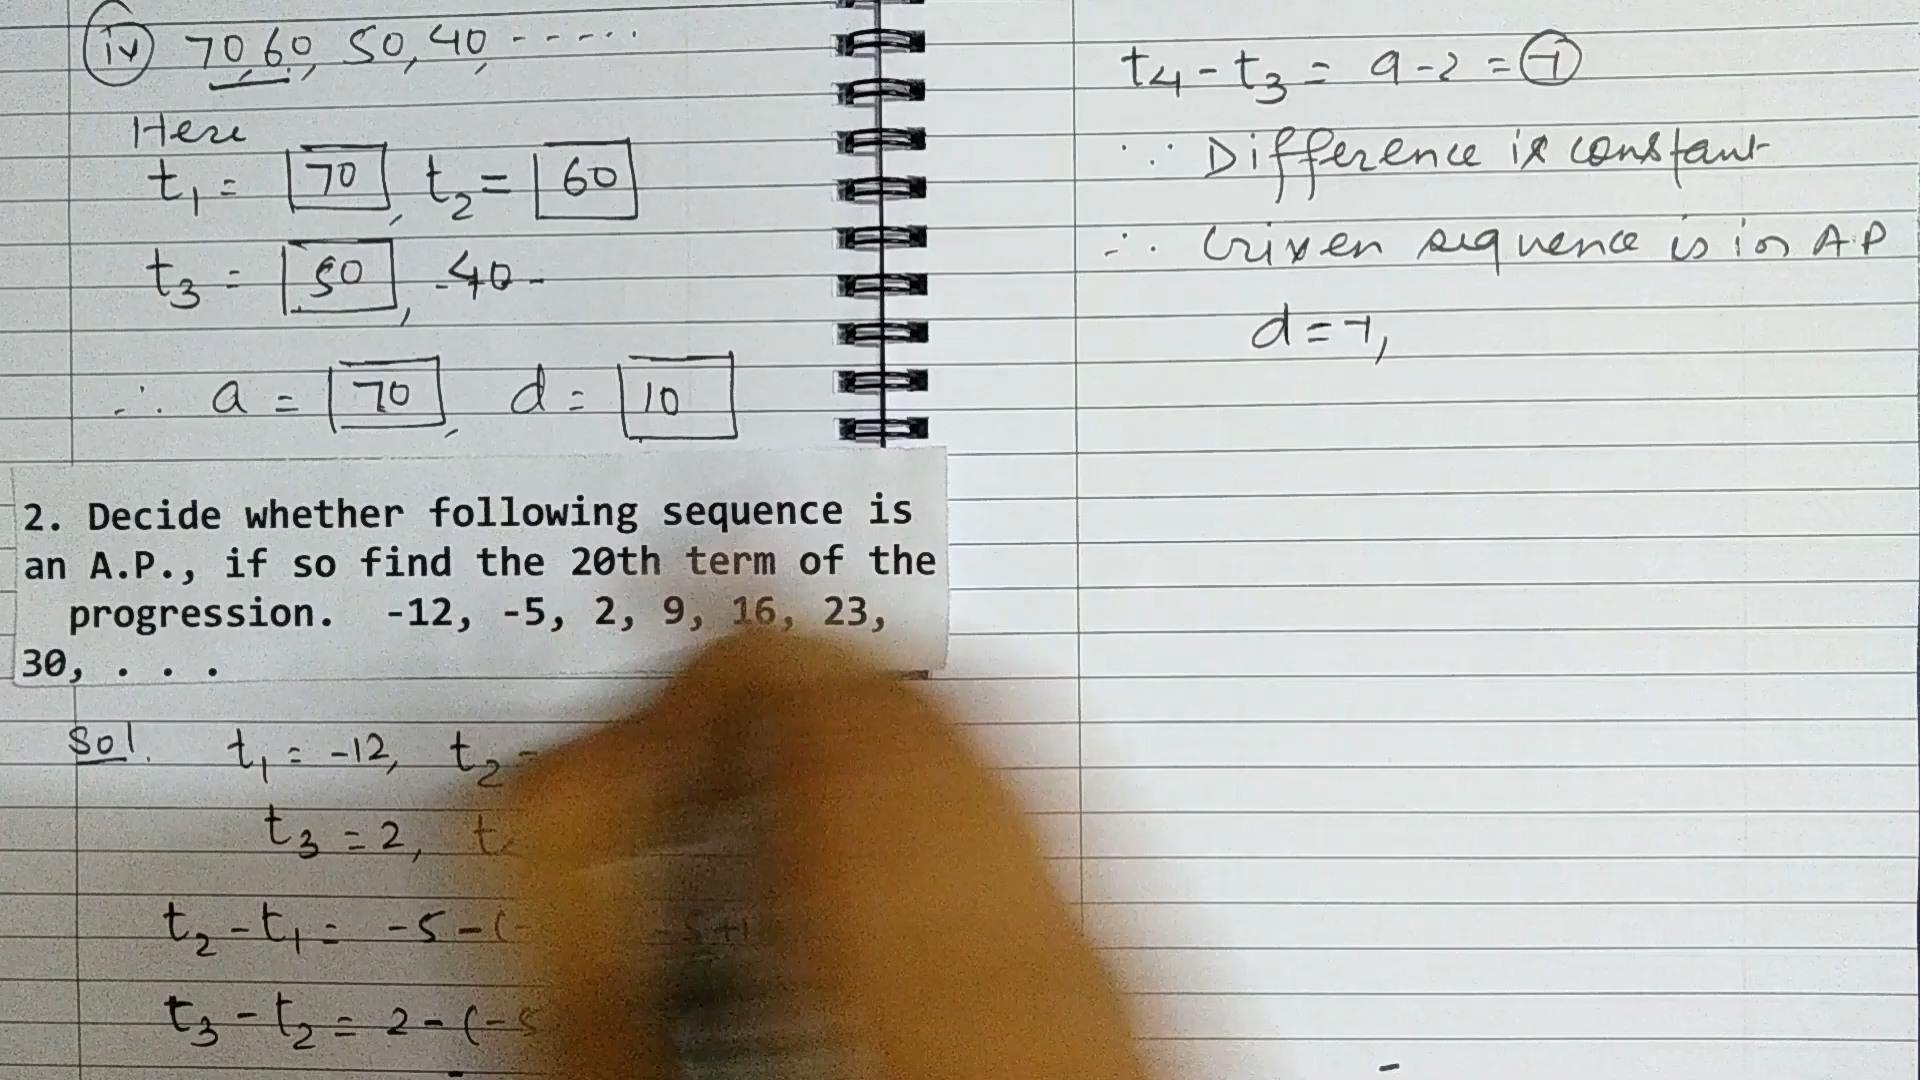 iv 70, 60, 50, 40, -----
Here
t₁ = 70, t₂ = 60
t₃ = 50, -40-
∴ a = 70, d = 10
2. Decide whether following sequence is
an A.P., if so find the 20th term of the
progression. -12, -5, 2, 9, 16, 23,
30, . . .
Sol. t₁ = -12, t₂ =
t₃ = 2, t
t₂ - t₁ = -5 - (- -5+1
t₃ - t₂ = 2 - (-5
t₄ - t₃ = 9 - 2 = 7
∵ Difference is constant
∴ Given sequence is in A.P
d = 7,